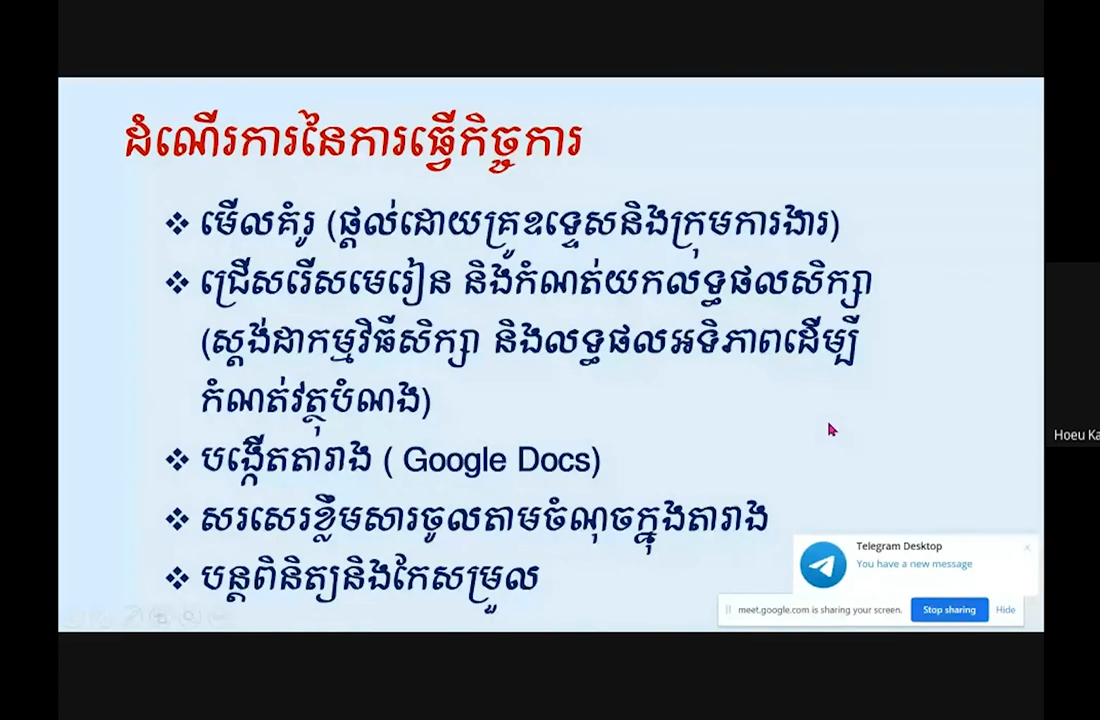 ដំណើរការនៃការធ្វើកិច្ចការ
❖ មើលគំរូ (ផ្ដល់ដោយគ្រូឧទ្ទេសនិងក្រុមការងារ)
❖ ជ្រើសរើសមេរៀន និងកំណត់យកលទ្ធផលសិក្សា
(ស្តង់ដាកម្មវិធីសិក្សា និងលទ្ធផលអទិភាពដើម្បី
កំណត់វត្ថុបំណង)
❖ បង្កើតតារាង ( Google Docs)
❖ សរសេរខ្លឹមសារចូលតាមចំណុចក្នុងតារាង
❖ បន្តពិនិត្យនិងកែសម្រួល
Hoeu Ka
Telegram Desktop
You have a new message
meet.google.com is sharing your screen.
Stop sharing
Hide